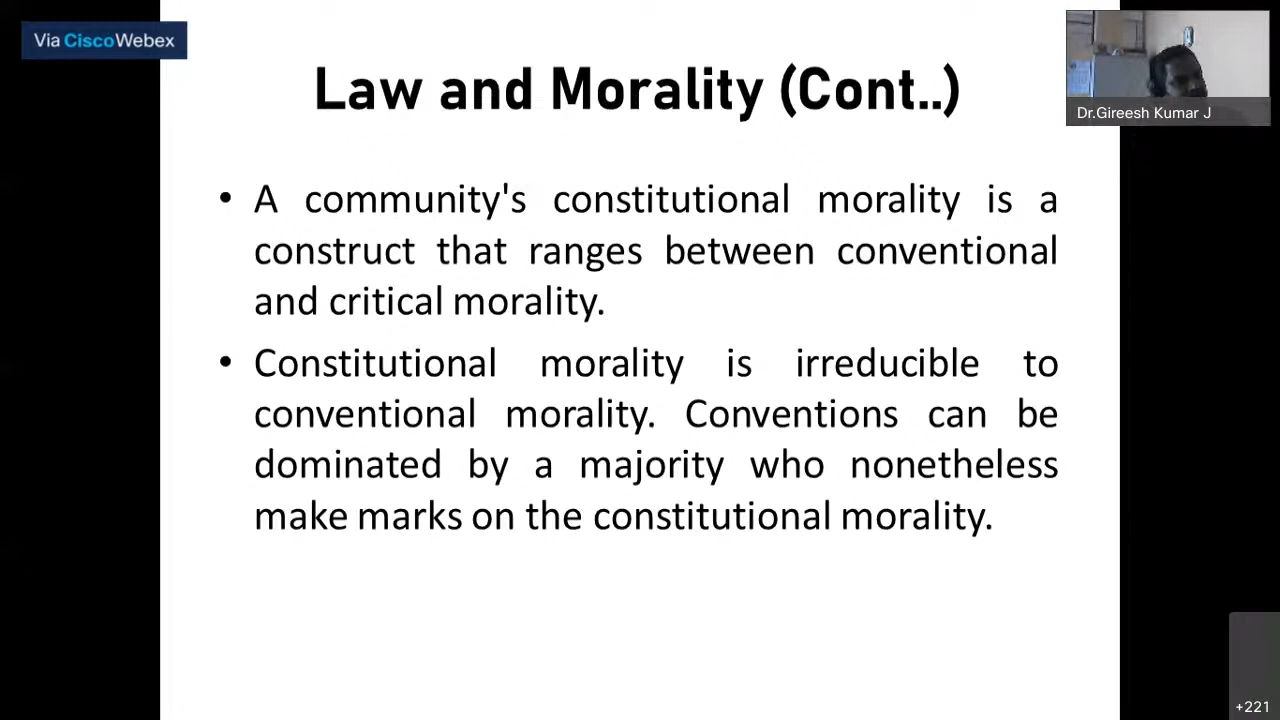 Via CiscoWebex
Law and Morality (Cont..)
Dr.Gireesh Kumar J
• A community's constitutional morality is a
construct that ranges between conventional
and critical morality.
• Constitutional morality is irreducible to
conventional morality. Conventions can be
dominated by a majority who nonetheless
make marks on the constitutional morality.
+221